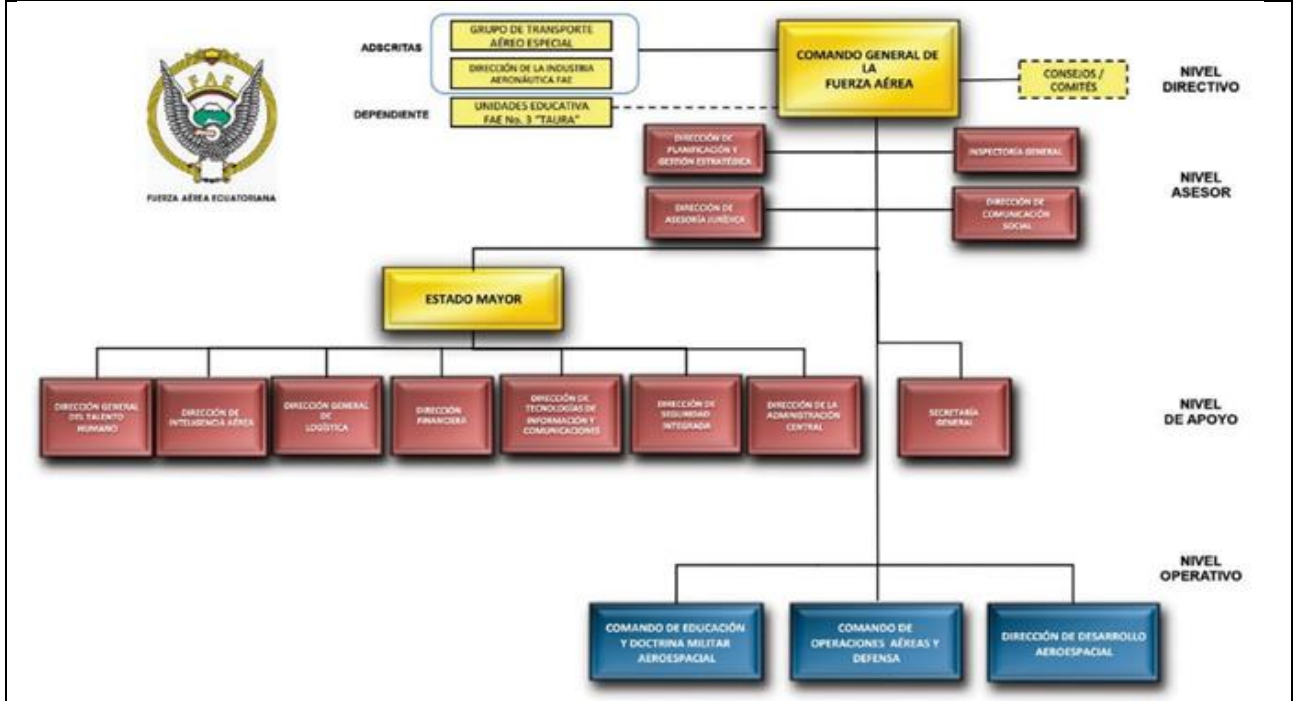 ADSCRITAS
GRUPO DE TRANSPORTE
AÉREO ESPECIAL
DIRECCIÓN DE LA INDUSTRIA
AERONÁUTICA FAE
DEPENDIENTE
UNIDADES EDUCATIVA
FAE No. 3 "TAURA"
COMANDO GENERAL DE
LA
FUERZA AÉREA
CONSEJOS /
COMITÉS
NIVEL
DIRECTIVO
FAE
FUERZA AÉREA ECUATORIANA
DIRECCIÓN DE
PLANIFICACIÓN Y
GESTIÓN ESTRATÉGICA
INSPECTORÍA GENERAL
DIRECCIÓN DE
ASESORÍA JURÍDICA
DIRECCIÓN DE
COMUNICACIÓN
SOCIAL
NIVEL
ASESOR
ESTADO MAYOR
DIRECCIÓN GENERAL
DEL TALENTO
HUMANO
DIRECCIÓN DE
INTELIGENCIA AÉREA
DIRECCIÓN GENERAL
DE
LOGÍSTICA
DIRECCIÓN
FINANCIERA
DIRECCIÓN DE
TECNOLOGÍAS DE
INFORMACIÓN Y
COMUNICACIONES
DIRECCIÓN DE
SEGURIDAD
INTEGRADA
DIRECCIÓN DE LA
ADMINISTRACIÓN
CENTRAL
SECRETARÍA
GENERAL
NIVEL
DE APOYO
NIVEL
OPERATIVO
COMANDO DE EDUCACIÓN
Y DOCTRINA MILITAR
AEROESPACIAL
COMANDO DE
OPERACIONES AÉREAS Y
DEFENSA
DIRECCIÓN DE DESARROLLO
AEROESPACIAL